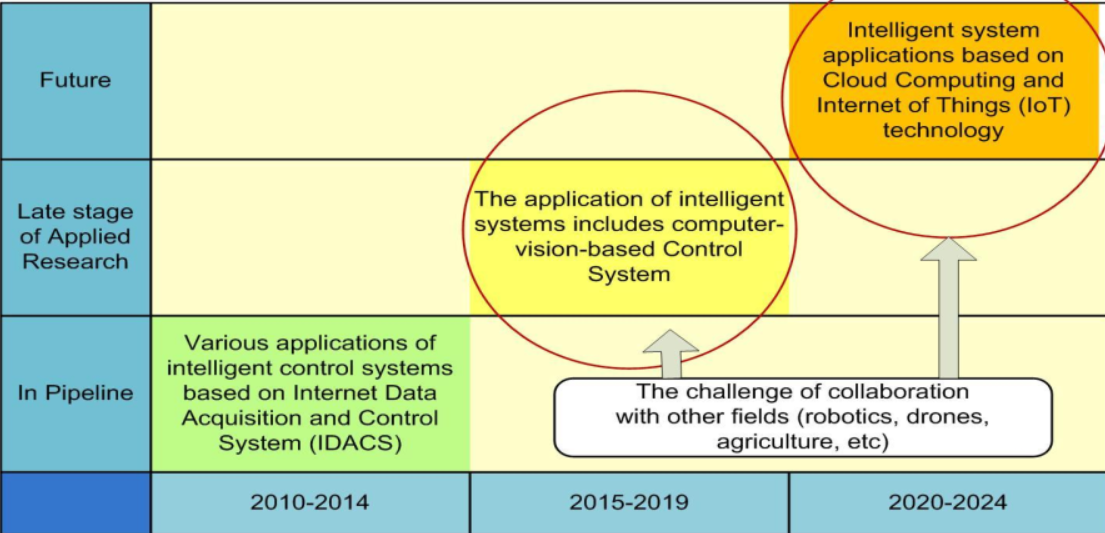 Future
Intelligent system
applications based on
Cloud Computing and
Internet of Things (IoT)
technology
Late stage
of Applied
Research
The application of intelligent
systems includes computer-
vision-based Control
System
In Pipeline
Various applications of
intelligent control systems
based on Internet Data
Acquisition and Control
System (IDACS)
The challenge of collaboration
with other fields (robotics, drones,
agriculture, etc)
2010-2014
2015-2019
2020-2024